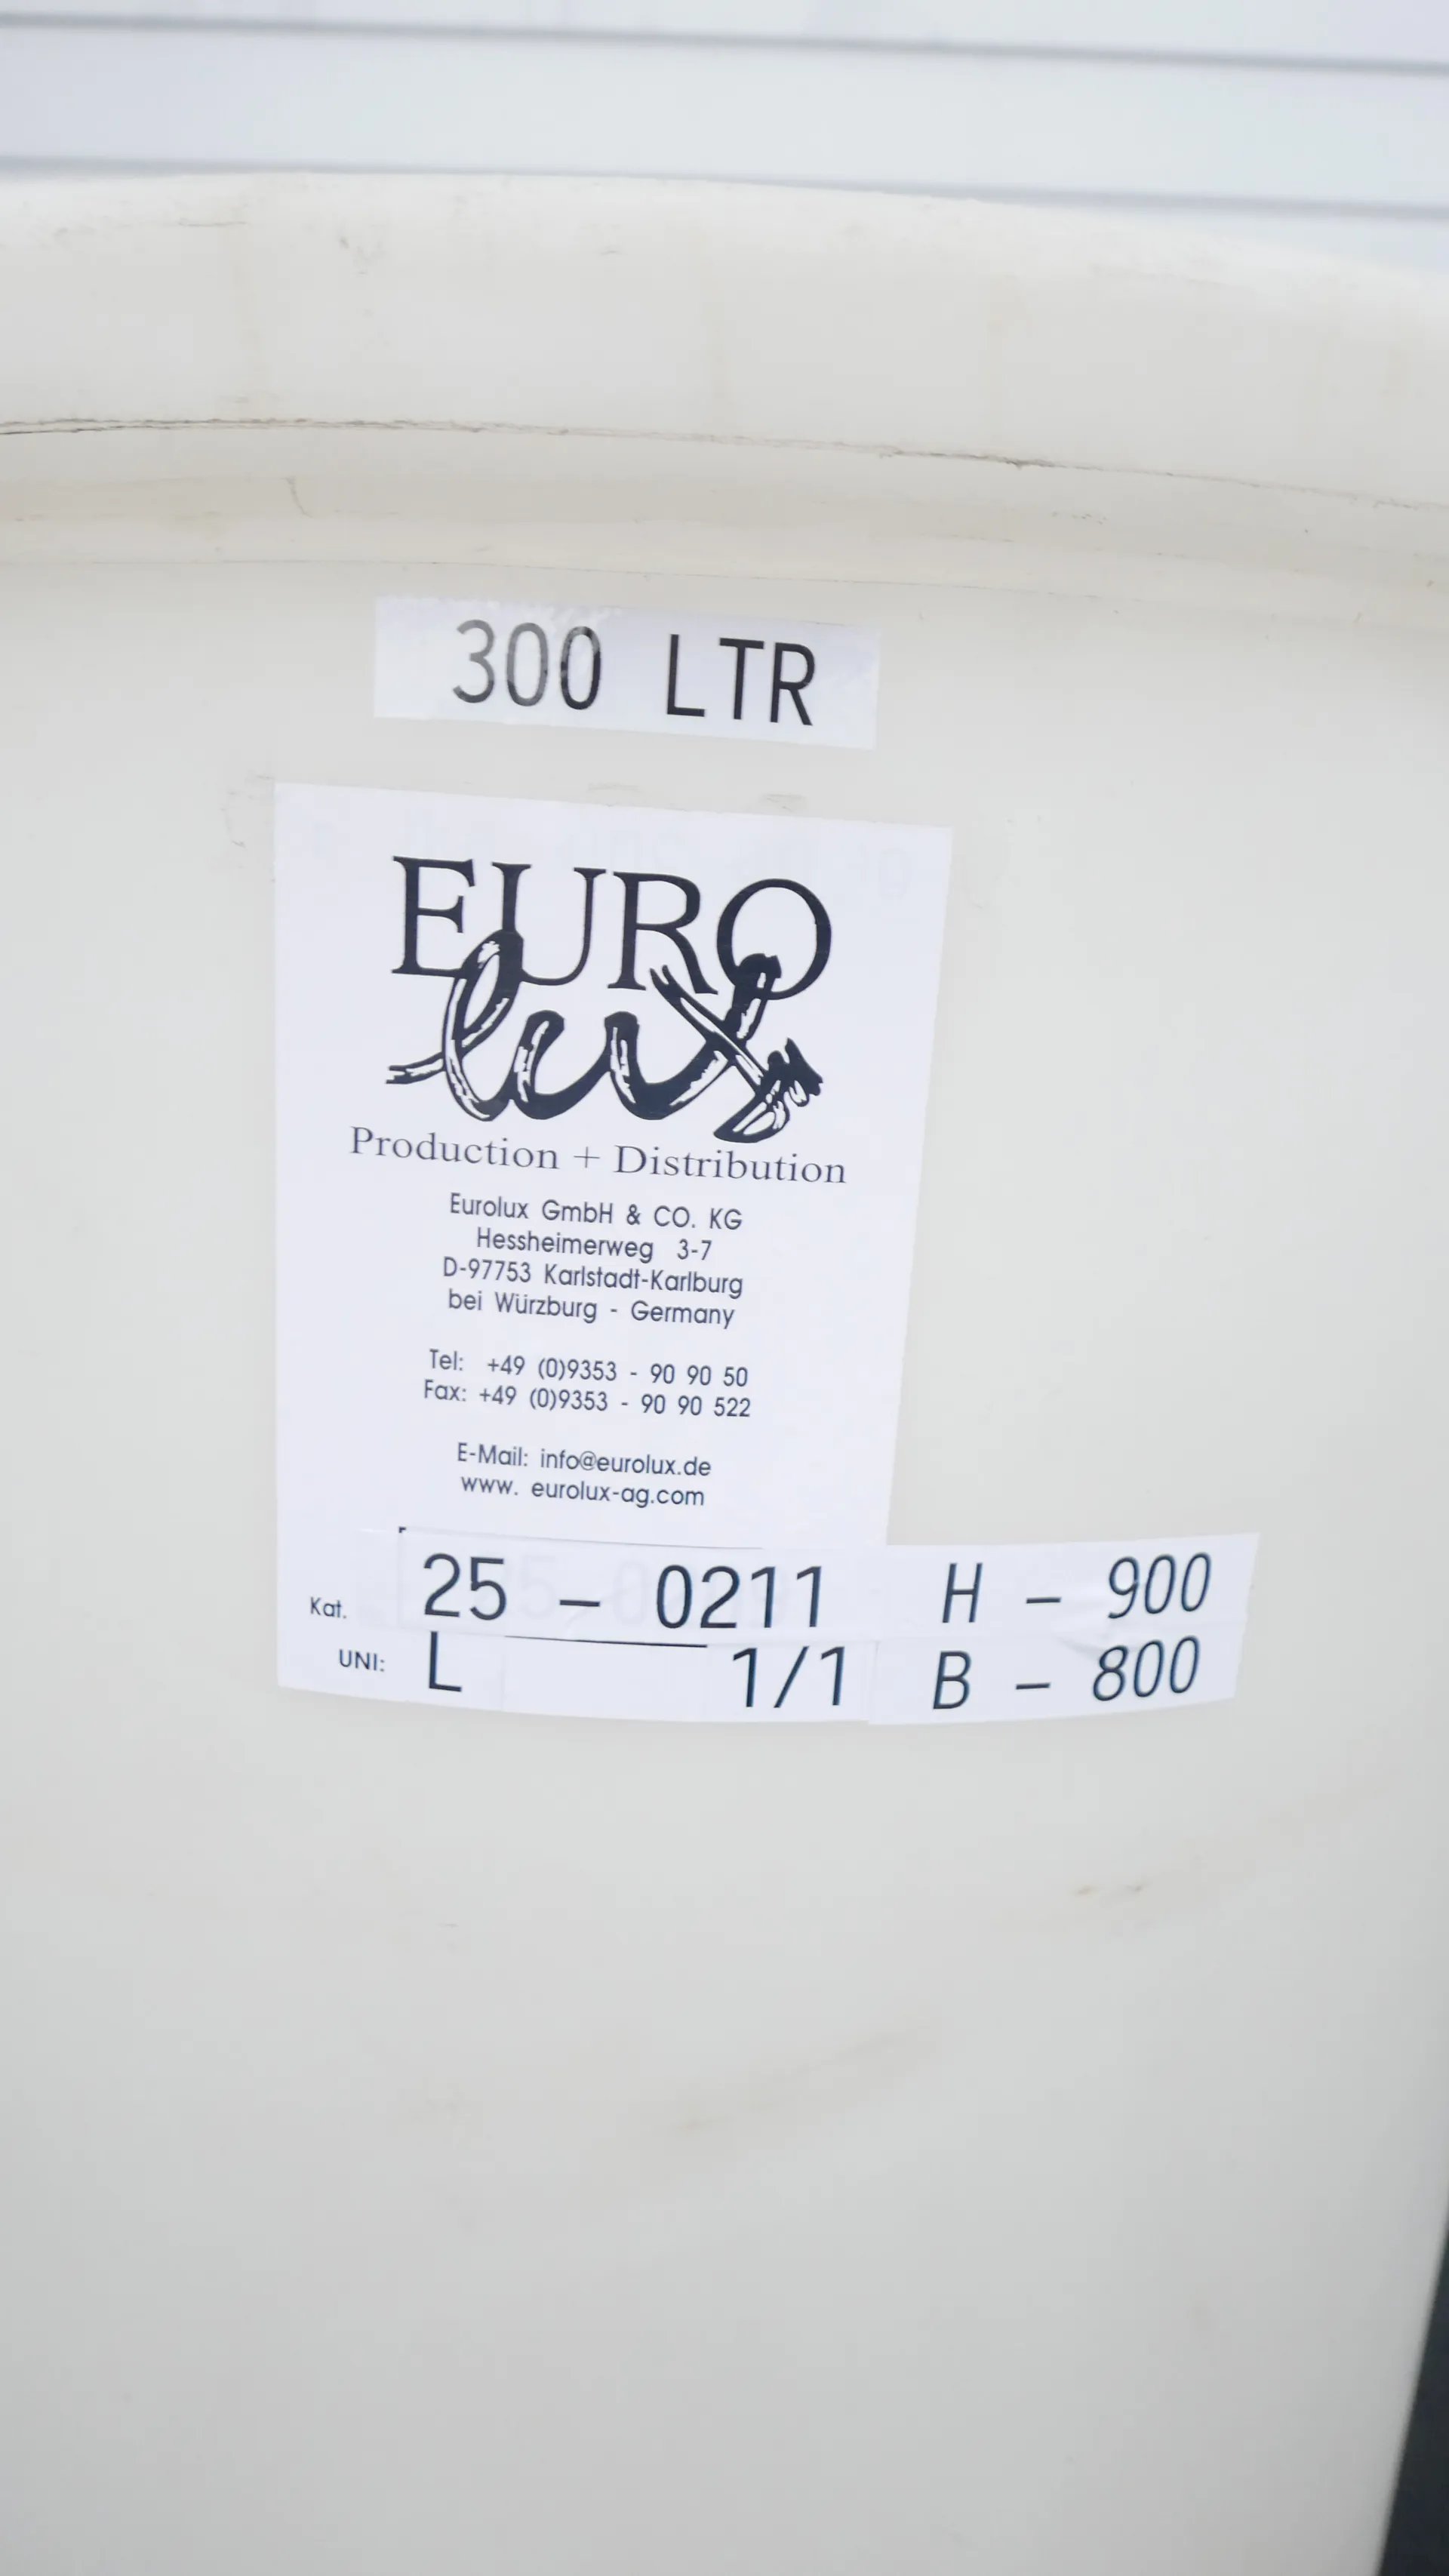 300 LTR
EURO
lux
Production + Distribution
Eurolux GmbH & CO. KG
Hessheimerweg 3-7
D-97753 Karlstadt-Karlburg
bei Würzburg - Germany
Tel: +49 (0)9353 - 90 90 50
Fax: +49 (0)9353 - 90 90 522
E-Mail: info@eurolux.de
www. eurolux-ag.com
Kat. 25 - 0211 H - 900
UNI: L 1/1 B - 800